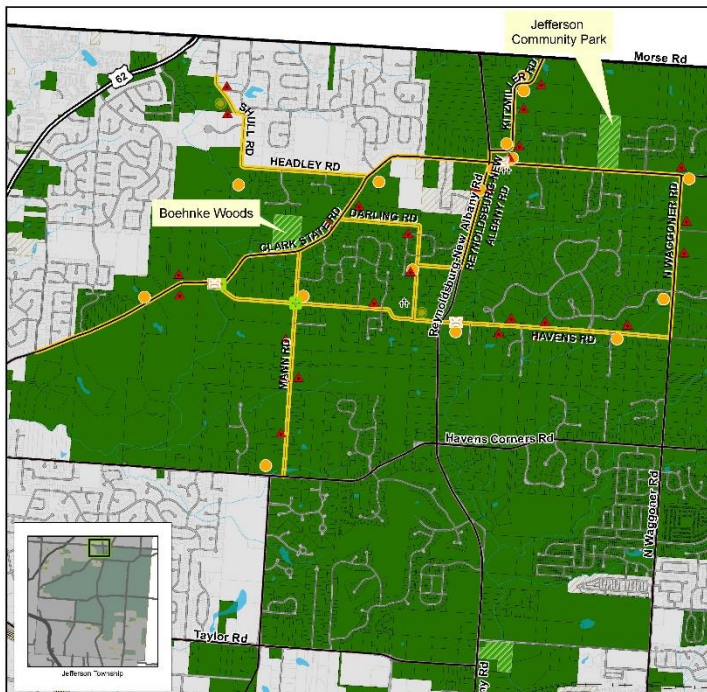 Jefferson
Community Park
Morse Rd
62
KITZMILLER RD
SHULL RD
HEADLEY RD
Boehnke Woods
DARLING RD
CLARK STATE RD
Reynoldsburg-New Albany Rd
REYNOLDSBURG-NEW
ALBANY RD
N WAGGONER RD
HAVENS RD
MANN RD
Havens Corners Rd
N Waggoner Rd
Taylor Rd
Jefferson Township